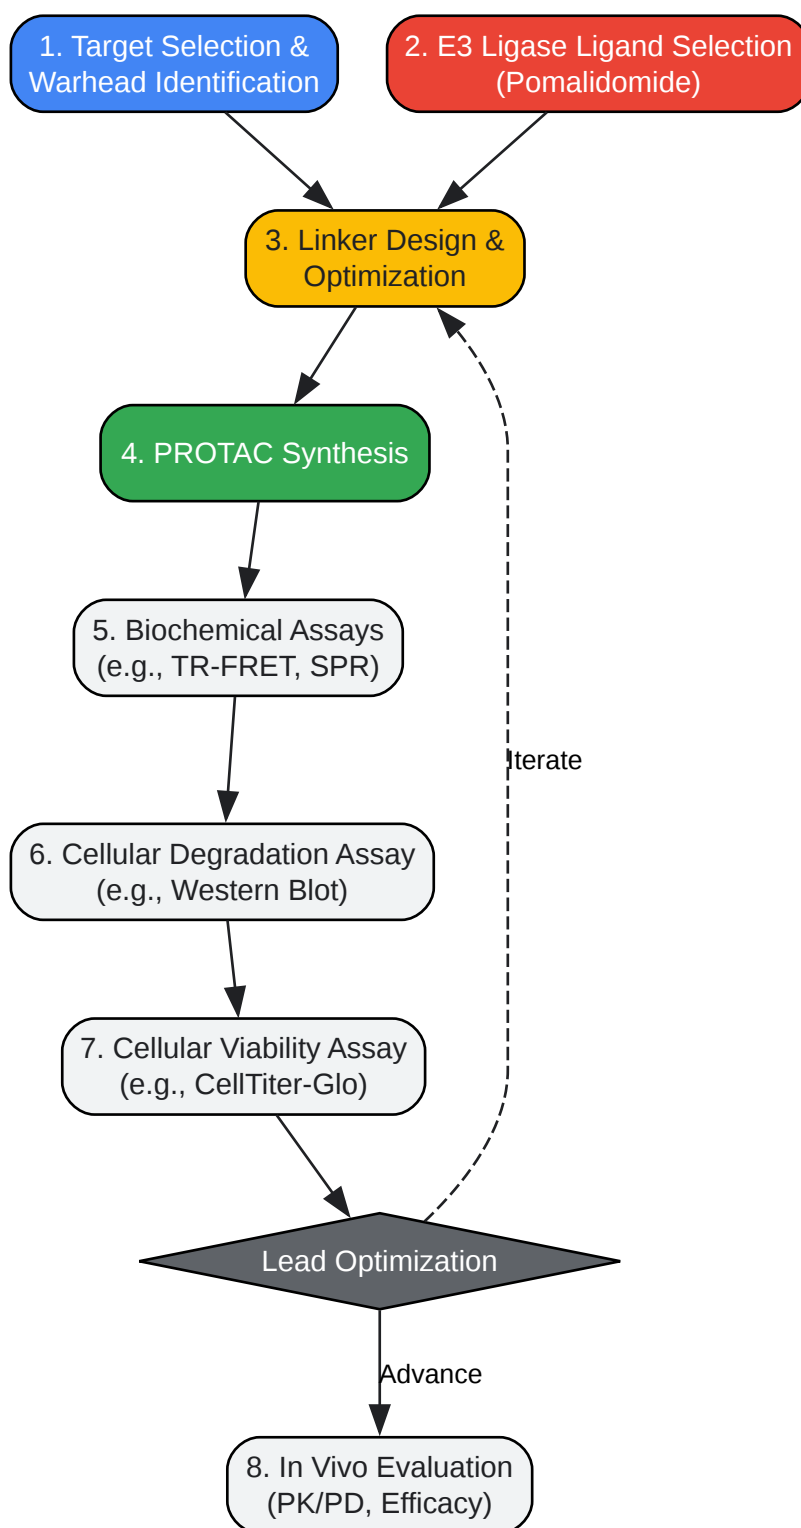 1. Target Selection &
Warhead Identification
2. E3 Ligase Ligand Selection
(Pomalidomide)
3. Linker Design &
Optimization
4. PROTAC Synthesis
5. Biochemical Assays
(e.g., TR-FRET, SPR)
Iterate
6. Cellular Degradation Assay
(e.g., Western Blot)
7. Cellular Viability Assay
(e.g., CellTiter-Glo)
Lead Optimization
Advance
8. In Vivo Evaluation
(PK/PD, Efficacy)